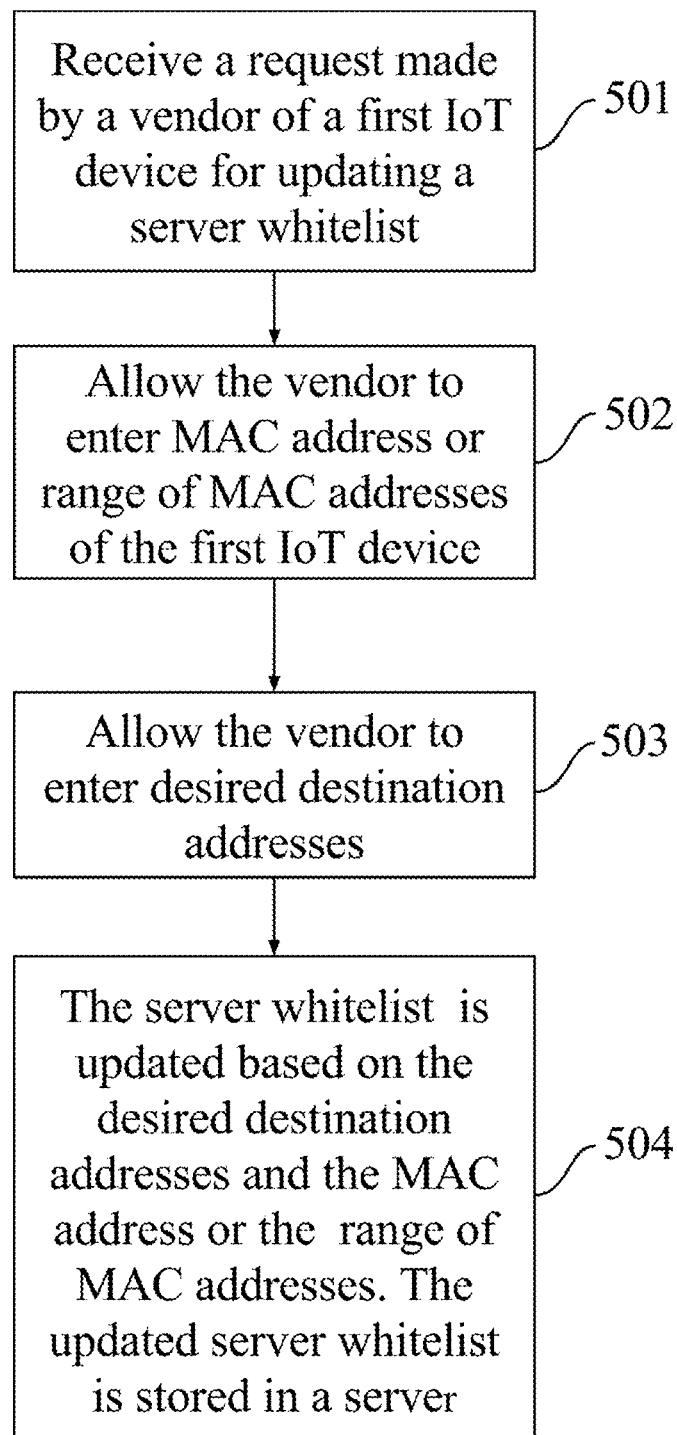 Receive a request made
by a vendor of a first IoT
device for updating a
server whitelist
501
Allow the vendor to
enter MAC address or
range of MAC addresses
of the first IoT device
502
Allow the vendor to
enter desired destination
addresses
503
The server whitelist is
updated based on the
desired destination
addresses and the MAC
address or the range of
MAC addresses. The
updated server whitelist
is stored in a server
504